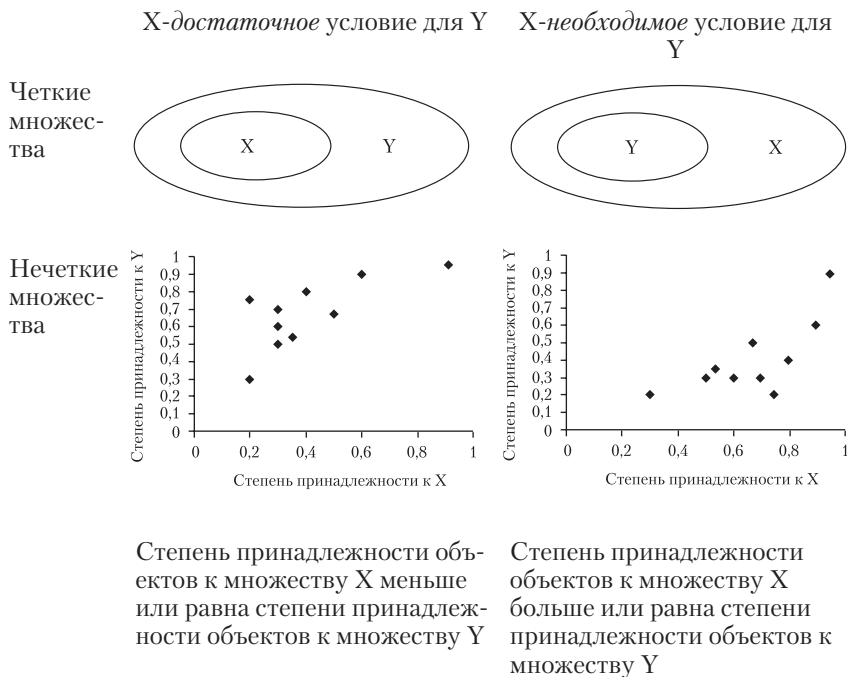 X-достаточное условие для Y
X-необходимое условие для
Y
Четкие
множес-
тва
X
Y
Y
X
Нечеткие
множес-
тва
Степень принадлежности к Y
1
0,9
0,8
0,7
0,6
0,5
0,4
0,3
0,2
0,1
0
0 0,2 0,4 0,6 0,8 1
Степень принадлежности к X
Степень принадлежности к Y
1
0,9
0,8
0,7
0,6
0,5
0,4
0,3
0,2
0,1
0
0 0,2 0,4 0,6 0,8 1
Степень принадлежности к X
Степень принадлежности объ-
ектов к множеству X меньше
или равна степени принадлеж-
ности объектов к множеству Y
Степень принадлежности
объектов к множеству X
больше или равна степени
принадлежности объектов к
множеству Y